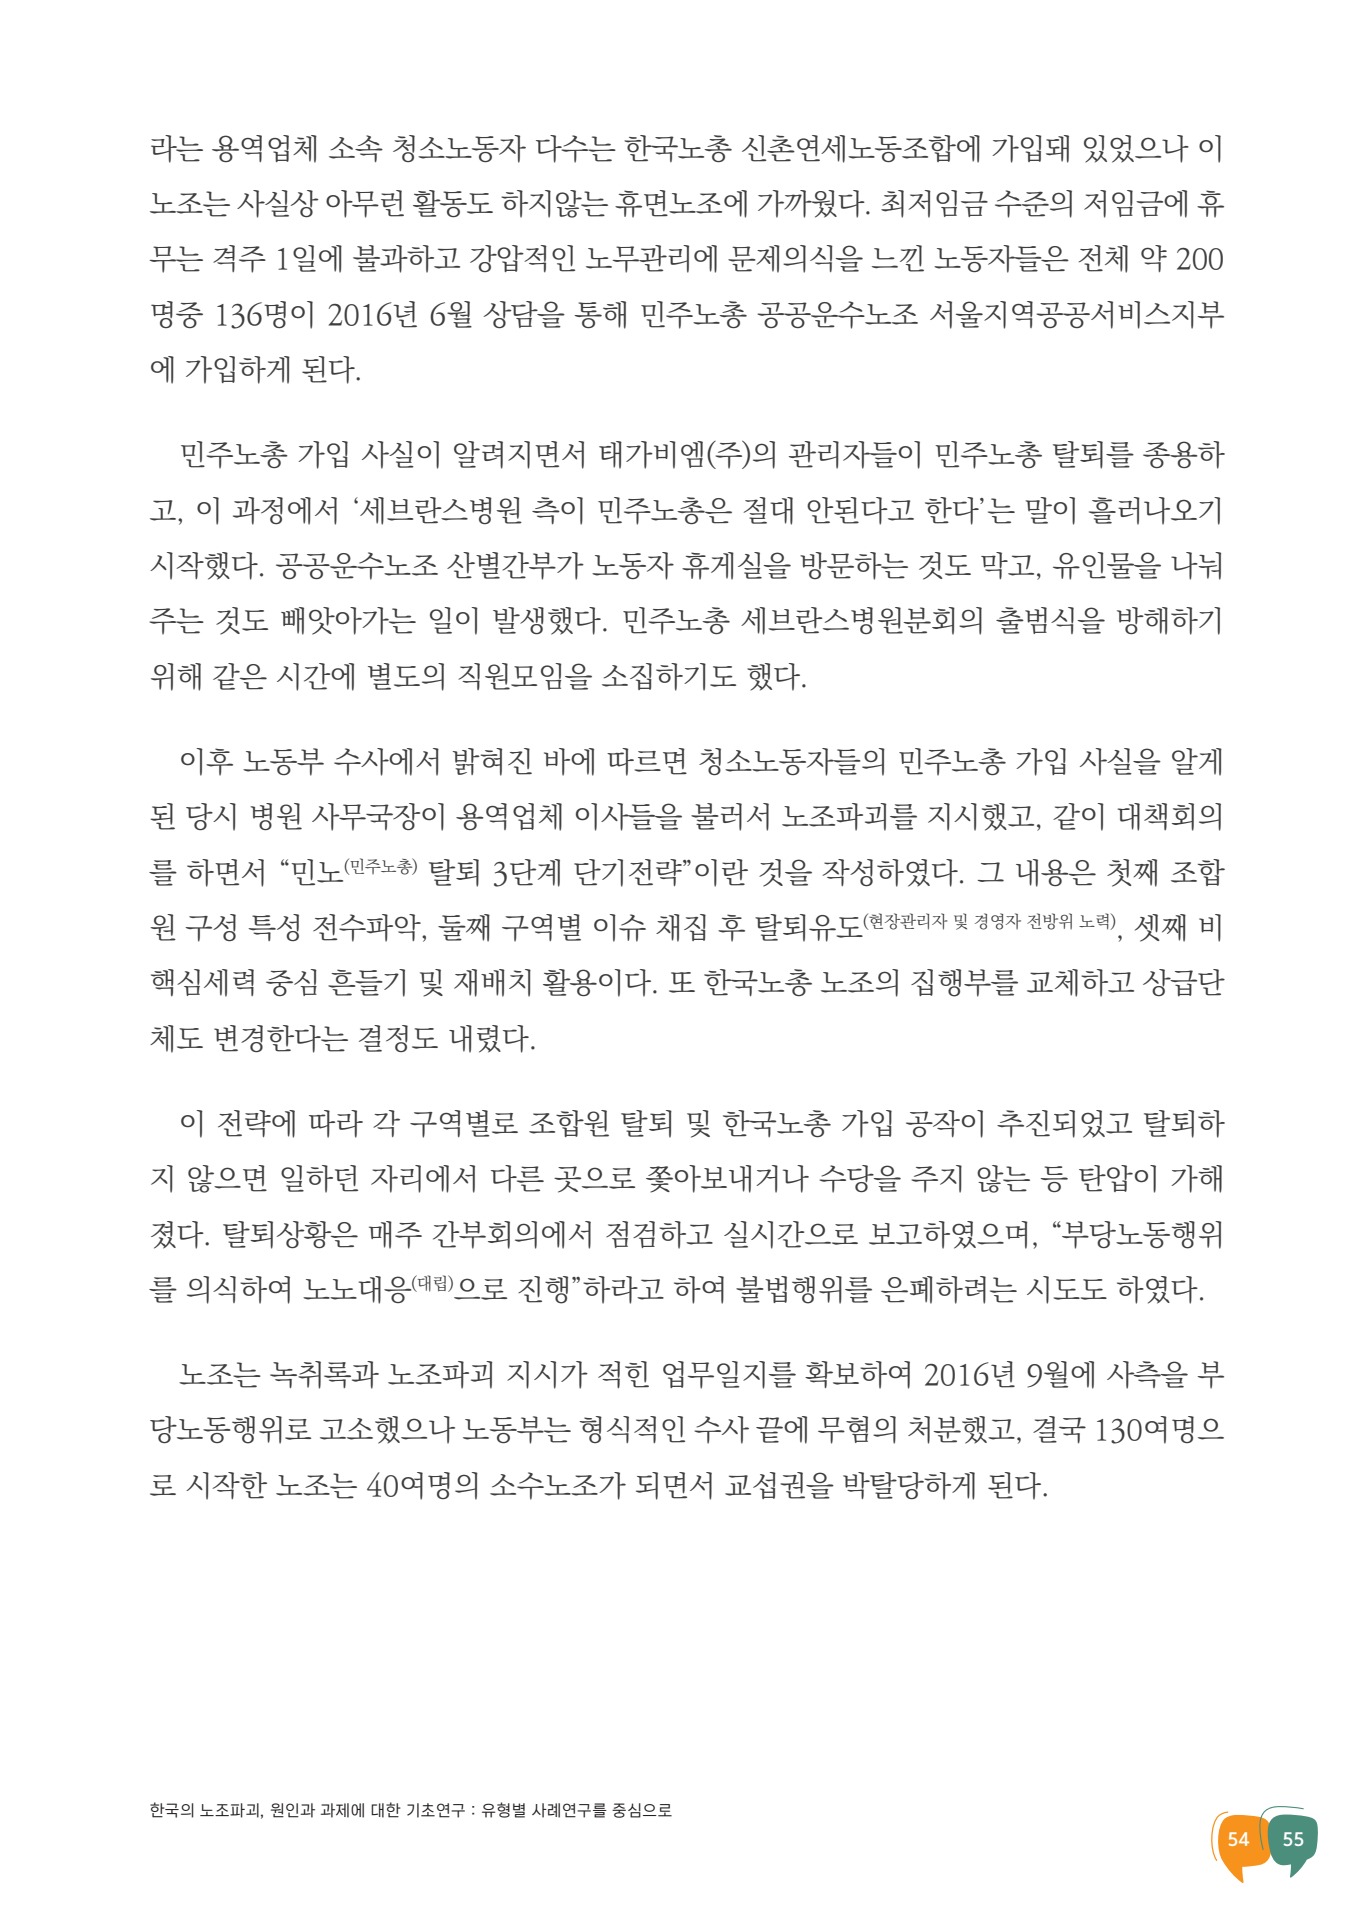 라는 용역업체 소속 청소노동자 다수는 한국노총 신촌연세노동조합에 가입돼 있었으나 이
노조는 사실상 아무런 활동도 하지않는 휴면노조에 가까웠다. 최저임금 수준의 저임금에 휴
무는 격주 1일에 불과하고 강압적인 노무관리에 문제의식을 느낀 노동자들은 전체 약 200
명중 136명이 2016년 6월 상담을 통해 민주노총 공공운수노조 서울지역공공서비스지부
에 가입하게 된다.
민주노총 가입 사실이 알려지면서 태가비엠(주)의 관리자들이 민주노총 탈퇴를 종용하
고, 이 과정에서 ‘세브란스병원 측이 민주노총은 절대 안된다고 한다’는 말이 흘러나오기
시작했다. 공공운수노조 산별간부가 노동자 휴게실을 방문하는 것도 막고, 유인물을 나눠
주는 것도 빼앗아가는 일이 발생했다. 민주노총 세브란스병원분회의 출범식을 방해하기
위해 같은 시간에 별도의 직원모임을 소집하기도 했다.
이후 노동부 수사에서 밝혀진 바에 따르면 청소노동자들의 민주노총 가입 사실을 알게
된 당시 병원 사무국장이 용역업체 이사들을 불러서 노조파괴를 지시했고, 같이 대책회의
를 하면서 “민노(민주노총) 탈퇴 3단계 단기전략”이란 것을 작성하였다. 그 내용은 첫째 조합
원 구성 특성 전수파악, 둘째 구역별 이슈 채집 후 탈퇴유도(현장관리자 및 경영자 전방위 노력), 셋째 비
핵심세력 중심 흔들기 및 재배치 활용이다. 또 한국노총 노조의 집행부를 교체하고 상급단
체도 변경한다는 결정도 내렸다.
이 전략에 따라 각 구역별로 조합원 탈퇴 및 한국노총 가입 공작이 추진되었고 탈퇴하
지 않으면 일하던 자리에서 다른 곳으로 쫓아보내거나 수당을 주지 않는 등 탄압이 가해
졌다. 탈퇴상황은 매주 간부회의에서 점검하고 실시간으로 보고하였으며, “부당노동행위
를 의식하여 노노대응(대립)으로 진행”하라고 하여 불법행위를 은폐하려는 시도도 하였다.
노조는 녹취록과 노조파괴 지시가 적힌 업무일지를 확보하여 2016년 9월에 사측을 부
당노동행위로 고소했으나 노동부는 형식적인 수사 끝에 무혐의 처분했고, 결국 130여명으
로 시작한 노조는 40여명의 소수노조가 되면서 교섭권을 박탈당하게 된다.
한국의 노조파괴, 원인과 과제에 대한 기초연구 : 유형별 사례연구를 중심으로
54 55